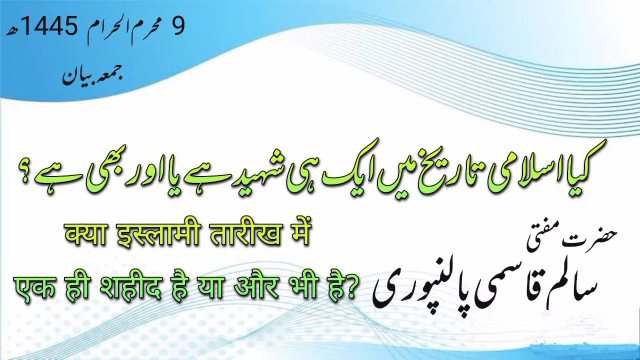 9 محرم الحرام 1445ھ
جمعہ بیان
کیا اسلامی تاریخ میں ایک ہی شہید ہے یا اور بھی ہے؟
क्या इस्लामी तारीख में
एक ही शहीद है या और भी है?
حضرت مفتی
سالم قاسمی پالنپوری